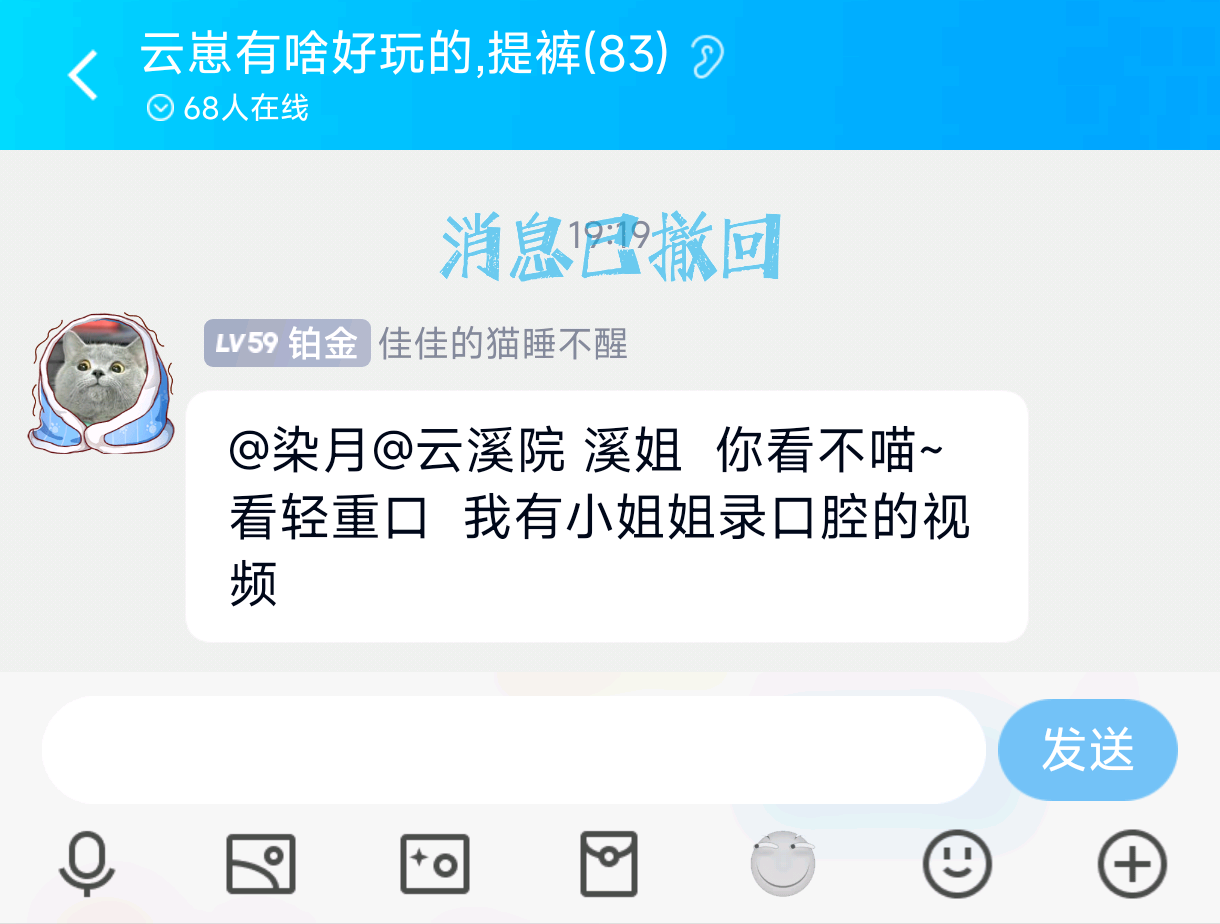 云崽有啥好玩的,提裤(83)
68人在线
19:19
消息已撤回
LV59 铂金 佳佳的猫睡不醒
@染月@云溪院 溪姐  你看不喵~
看轻重口  我有小姐姐录口腔的视
频
发送